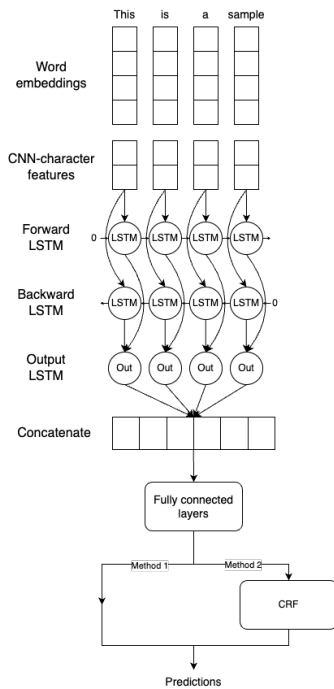 This is a sample
Word
embeddings
CNN-character
features
Forward
LSTM
0 LSTM LSTM LSTM LSTM
Backward
LSTM
LSTM LSTM LSTM LSTM 0
Output
LSTM
Out Out Out Out
Concatenate
Fully connected
layers
Method 1 Method 2
CRF
Predictions